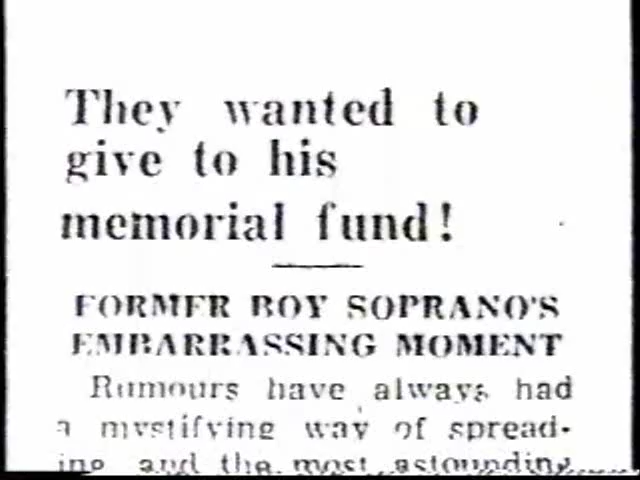 They wanted to
give to his
memorial fund!
FORMER BOY SOPRANO'S
EMBARRASSING MOMENT
Rumours have always had
a mystifying way of spread-
ing and the most astounding